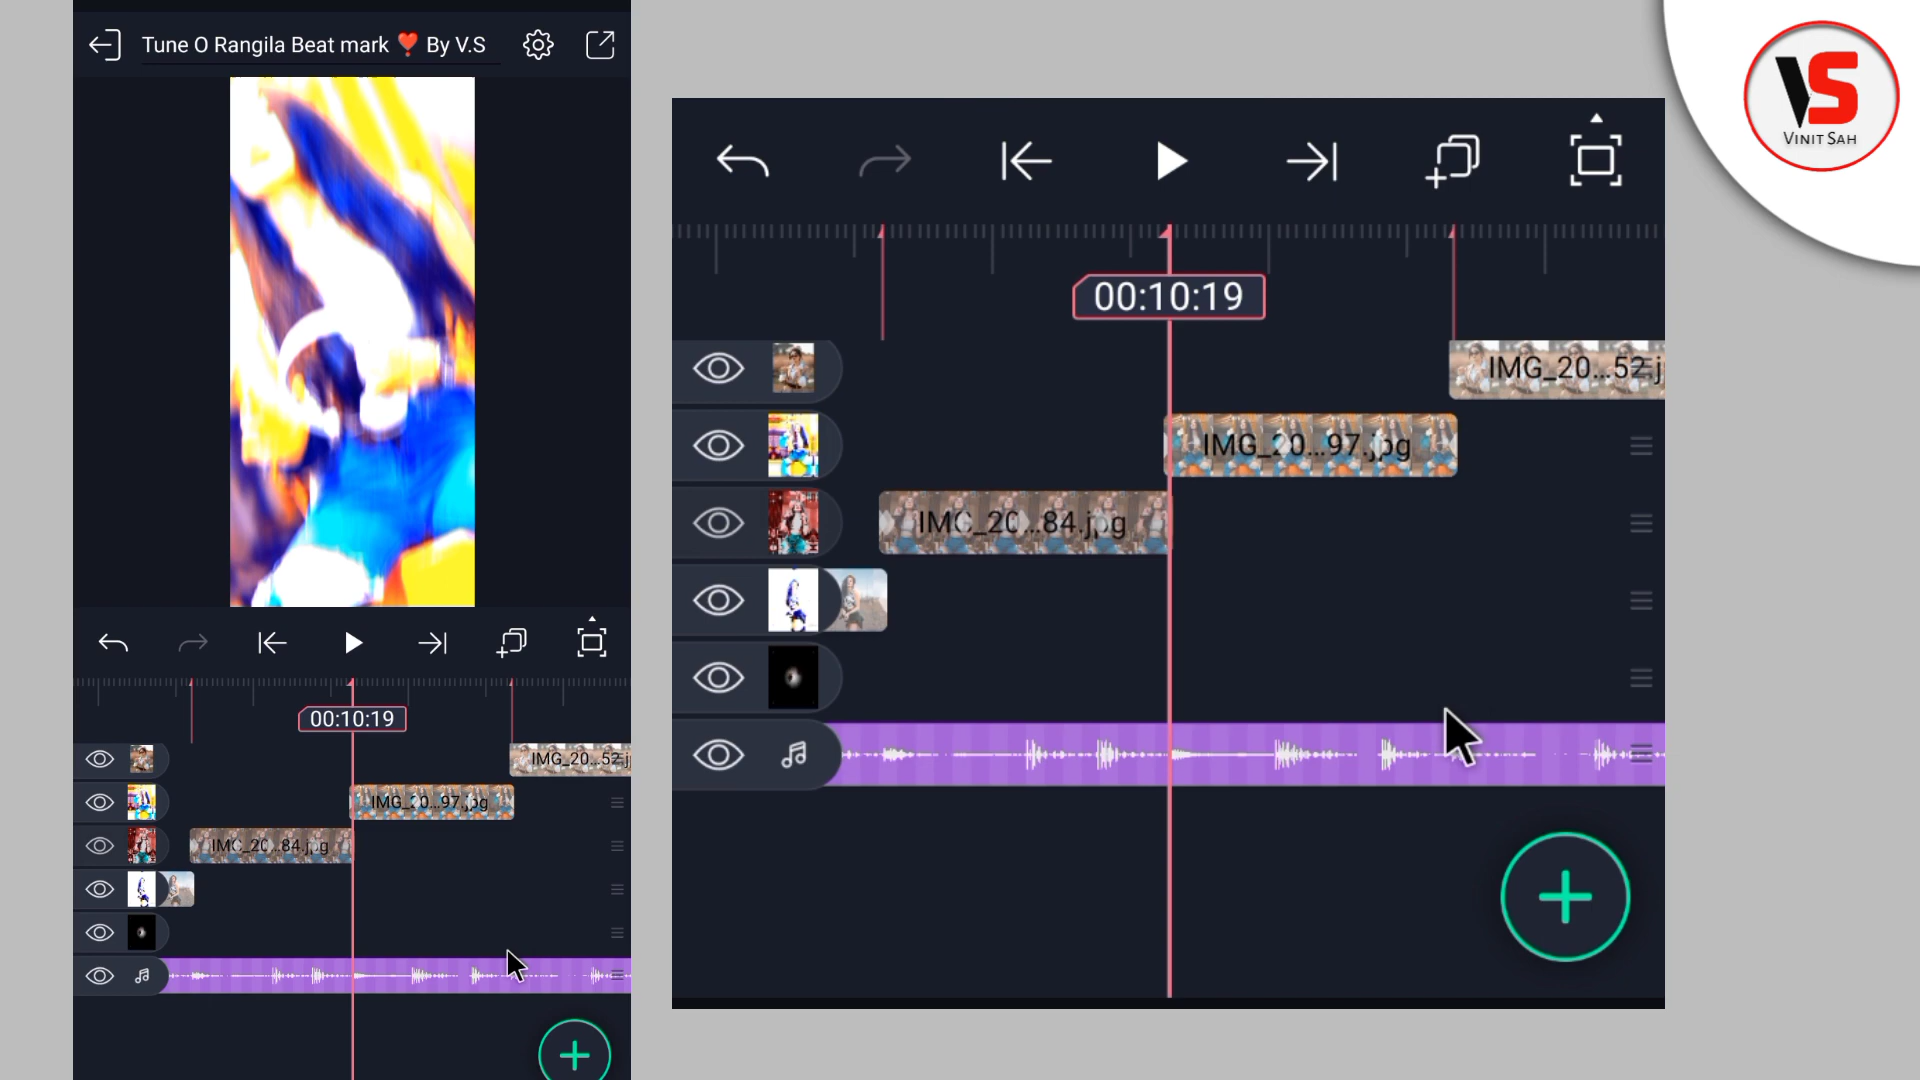 Tune O Rangila Beat mark ❣ By V.S
00:10:19
IMG_20...52.j
IMG_20...97.jpg
IMG_20...84.jpg
00:10:19
IMG_20...52.j
IMG_20...97.jpg
IMG_20...84.jpg
VS
VINIT SAH